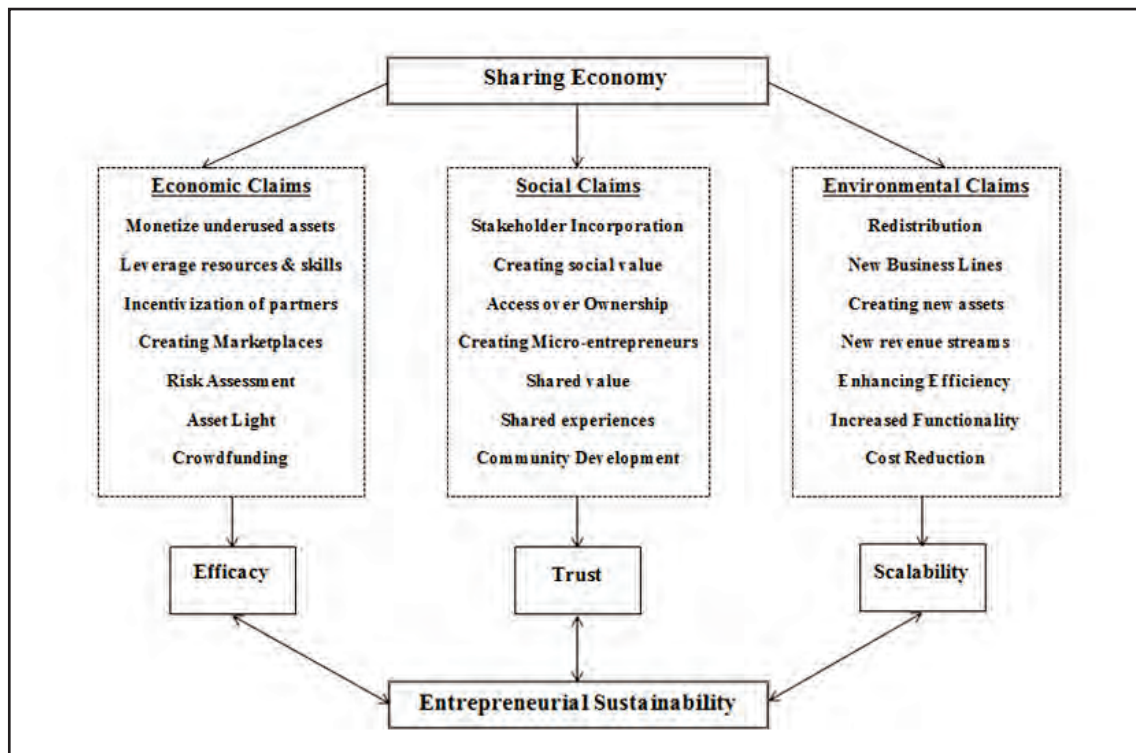 Sharing Economy
Economic Claims
Monetize underused assets
Leverage resources & skills
Incentivization of partners
Creating Marketplaces
Risk Assessment
Asset Light
Crowdfunding
Social Claims
Stakeholder Incorporation
Creating social value
Access over Ownership
Creating Micro-entrepreneurs
Shared value
Shared experiences
Community Development
Environmental Claims
Redistribution
New Business Lines
Creating new assets
New revenue streams
Enhancing Efficiency
Increased Functionality
Cost Reduction
Efficacy
Trust
Scalability
Entrepreneurial Sustainability